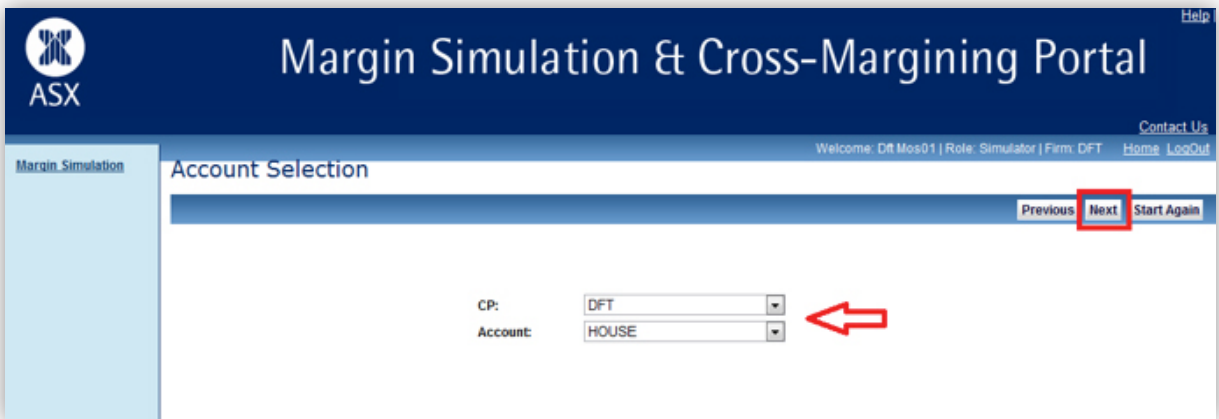 Help
ASX
Margin Simulation & Cross-Margining Portal
Contact Us
Welcome: Dft Mos01 | Role: Simulator | Firm: DFT Home LogOut
Margin Simulation
Account Selection
Previous Next Start Again
CP: DFT
Account: HOUSE